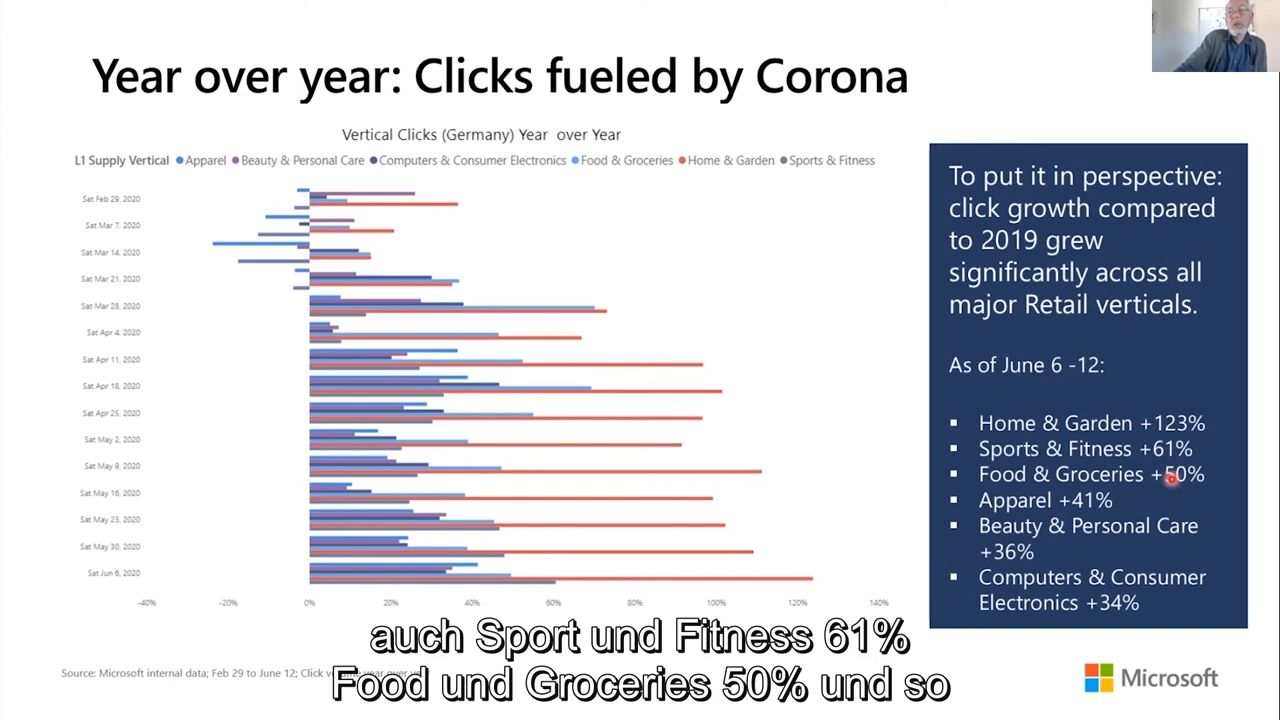 Year over year: Clicks fueled by Corona
Vertical Clicks (Germany) Year over Year
L1 Supply Vertical Apparel Beauty & Personal Care Computers & Consumer Electronics Food & Groceries Home & Garden Sports & Fitness
Sat Feb 29, 2020
Sat Mar 7, 2020
Sat Mar 14, 2020
Sat Mar 21, 2020
Sat Mar 28, 2020
Sat Apr 4, 2020
Sat Apr 11, 2020
Sat Apr 18, 2020
Sat Apr 25, 2020
Sat May 2, 2020
Sat May 9, 2020
Sat May 16, 2020
Sat May 23, 2020
Sat May 30, 2020
Sat Jun 6, 2020
-40% -20% 0% 20% 40% 60% 80% 100% 120% 140%
To put it in perspective:
click growth compared
to 2019 grew
significantly across all
major Retail verticals.
As of June 6 -12:
▪ Home & Garden +123%
▪ Sports & Fitness +61%
▪ Food & Groceries +50%
▪ Apparel +41%
▪ Beauty & Personal Care
+36%
▪ Computers & Consumer
Electronics +34%
auch Sport und Fitness 61%
Food und Groceries 50% und so
Source: Microsoft internal data; Feb 29 to June 12; Click
Microsoft